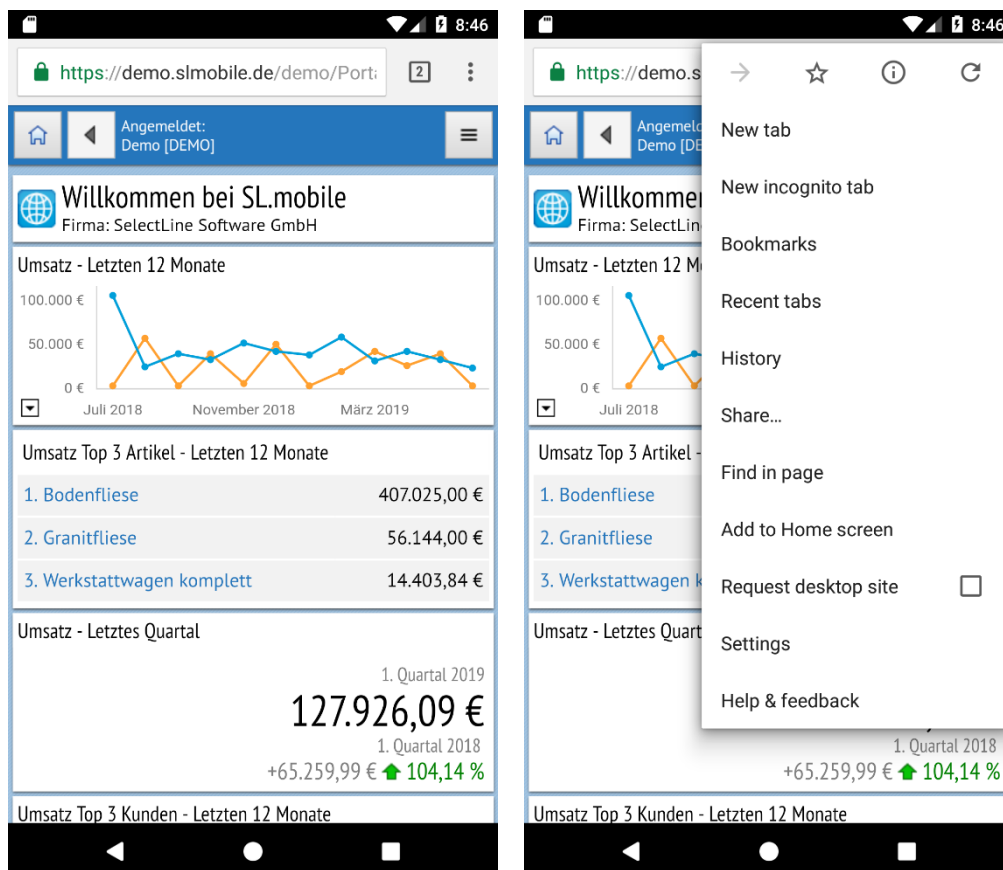 8:46
https://demo.slmobile.de/demo/Port
2
Angemeldet:
Demo [DEMO]
Willkommen bei SL.mobile
Firma: SelectLine Software GmbH
Umsatz - Letzten 12 Monate
100.000 €
50.000 €
0 €
Juli 2018 November 2018 März 2019
Umsatz Top 3 Artikel - Letzten 12 Monate
1. Bodenfliese 407.025,00 €
2. Granitfliese 56.144,00 €
3. Werkstattwagen komplett 14.403,84 €
Umsatz - Letztes Quartal
1. Quartal 2019
127.926,09 €
1. Quartal 2018
+65.259,99 € 104,14 %
Umsatz Top 3 Kunden - Letzten 12 Monate
8:46
https://demo.s
Angemeld
Demo [DE
Willkommen
Firma: SelectLin
Umsatz - Letzten 12 M
100.000 €
50.000 €
0 €
Juli 2018
Umsatz Top 3 Artikel -
1. Bodenfliese
2. Granitfliese
3. Werkstattwagen k
Umsatz - Letztes Quart
New tab
New incognito tab
Bookmarks
Recent tabs
History
Share...
Find in page
Add to Home screen
Request desktop site
Settings
Help & feedback
1. Quartal 2018
+65.259,99 € 104,14 %
Umsatz Top 3 Kunden - Letzten 12 Monate